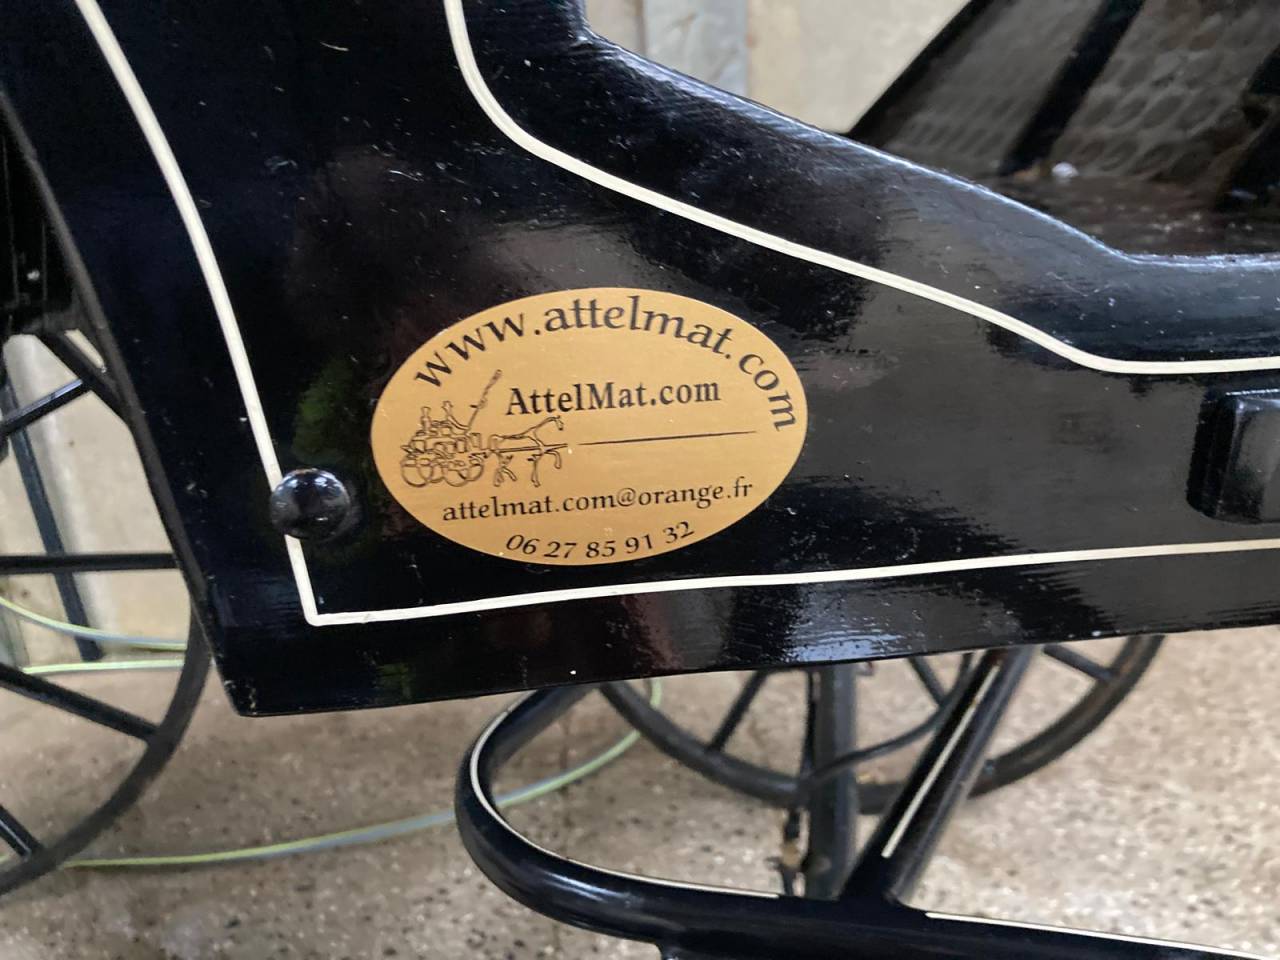 www.attelmat.com
AttelMat.com
attelmat.com@orange.fr
06 27 85 91 32